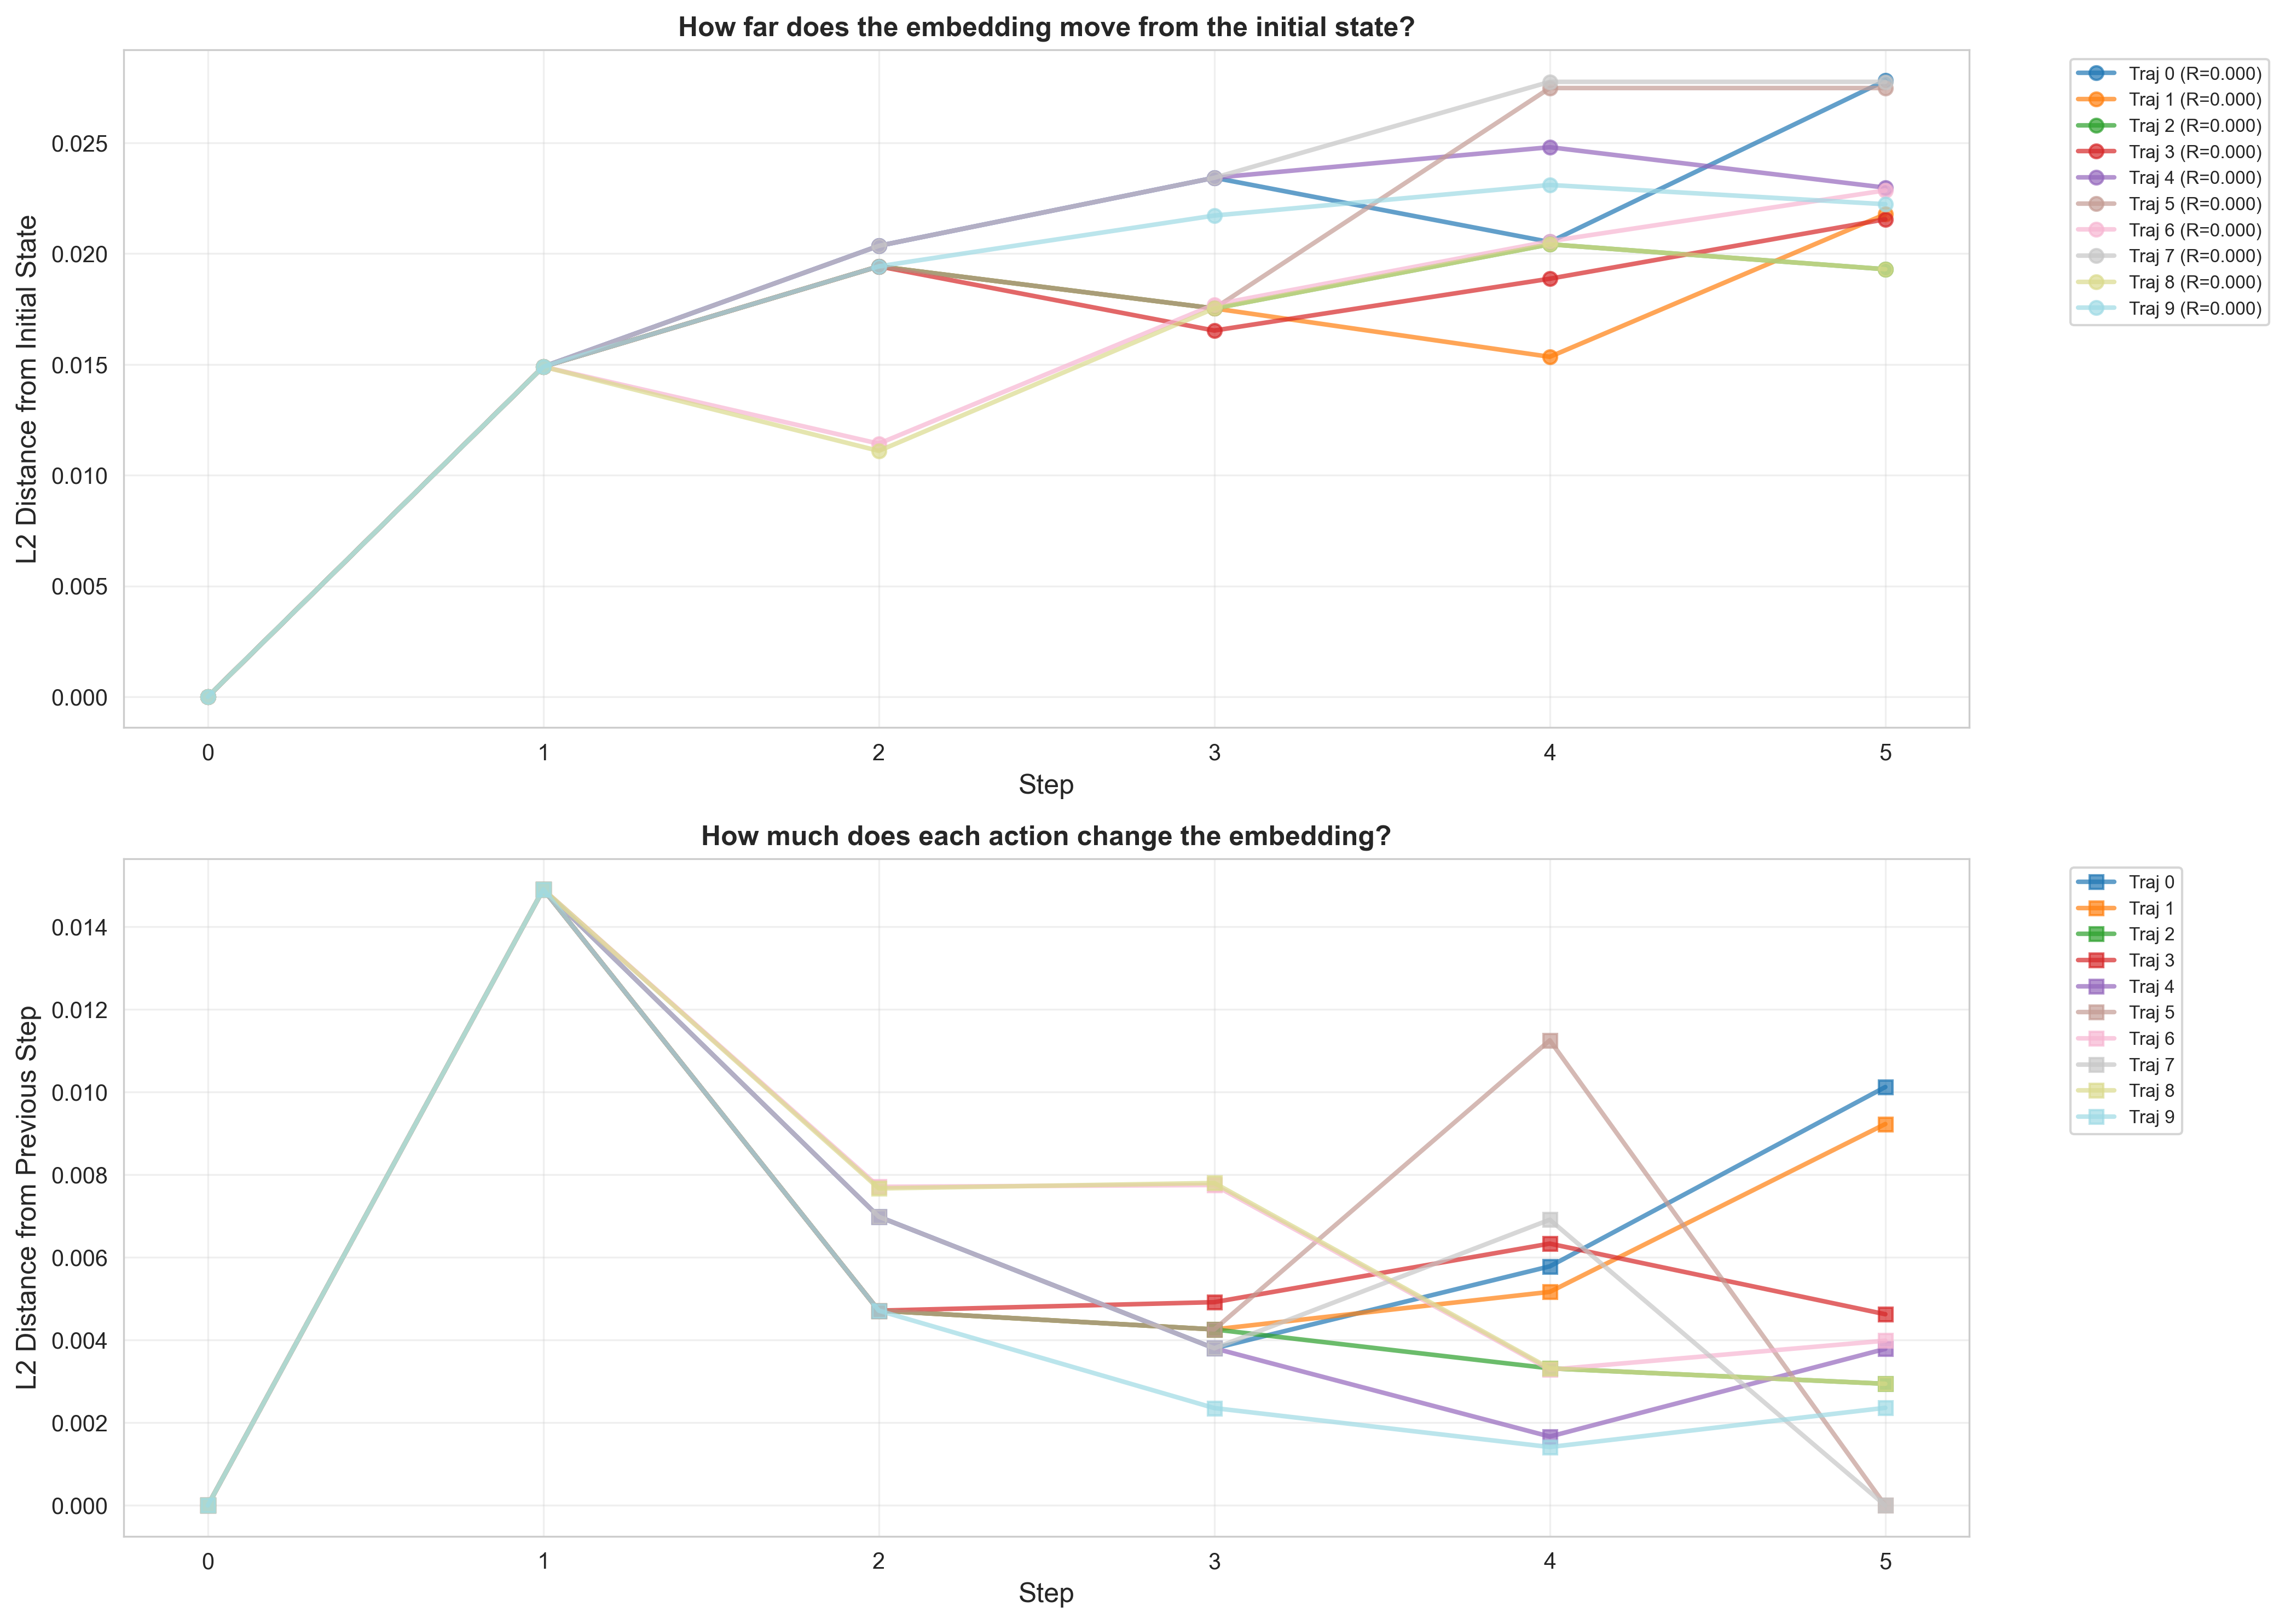 How far does the embedding move from the initial state?
L2 Distance from Initial State
0.025
0.020
0.015
0.010
0.005
0.000
0 1 2 3 4 5
Step
Traj 0 (R=0.000)
Traj 1 (R=0.000)
Traj 2 (R=0.000)
Traj 3 (R=0.000)
Traj 4 (R=0.000)
Traj 5 (R=0.000)
Traj 6 (R=0.000)
Traj 7 (R=0.000)
Traj 8 (R=0.000)
Traj 9 (R=0.000)
How much does each action change the embedding?
L2 Distance from Previous Step
0.014
0.012
0.010
0.008
0.006
0.004
0.002
0.000
0 1 2 3 4 5
Step
Traj 0
Traj 1
Traj 2
Traj 3
Traj 4
Traj 5
Traj 6
Traj 7
Traj 8
Traj 9